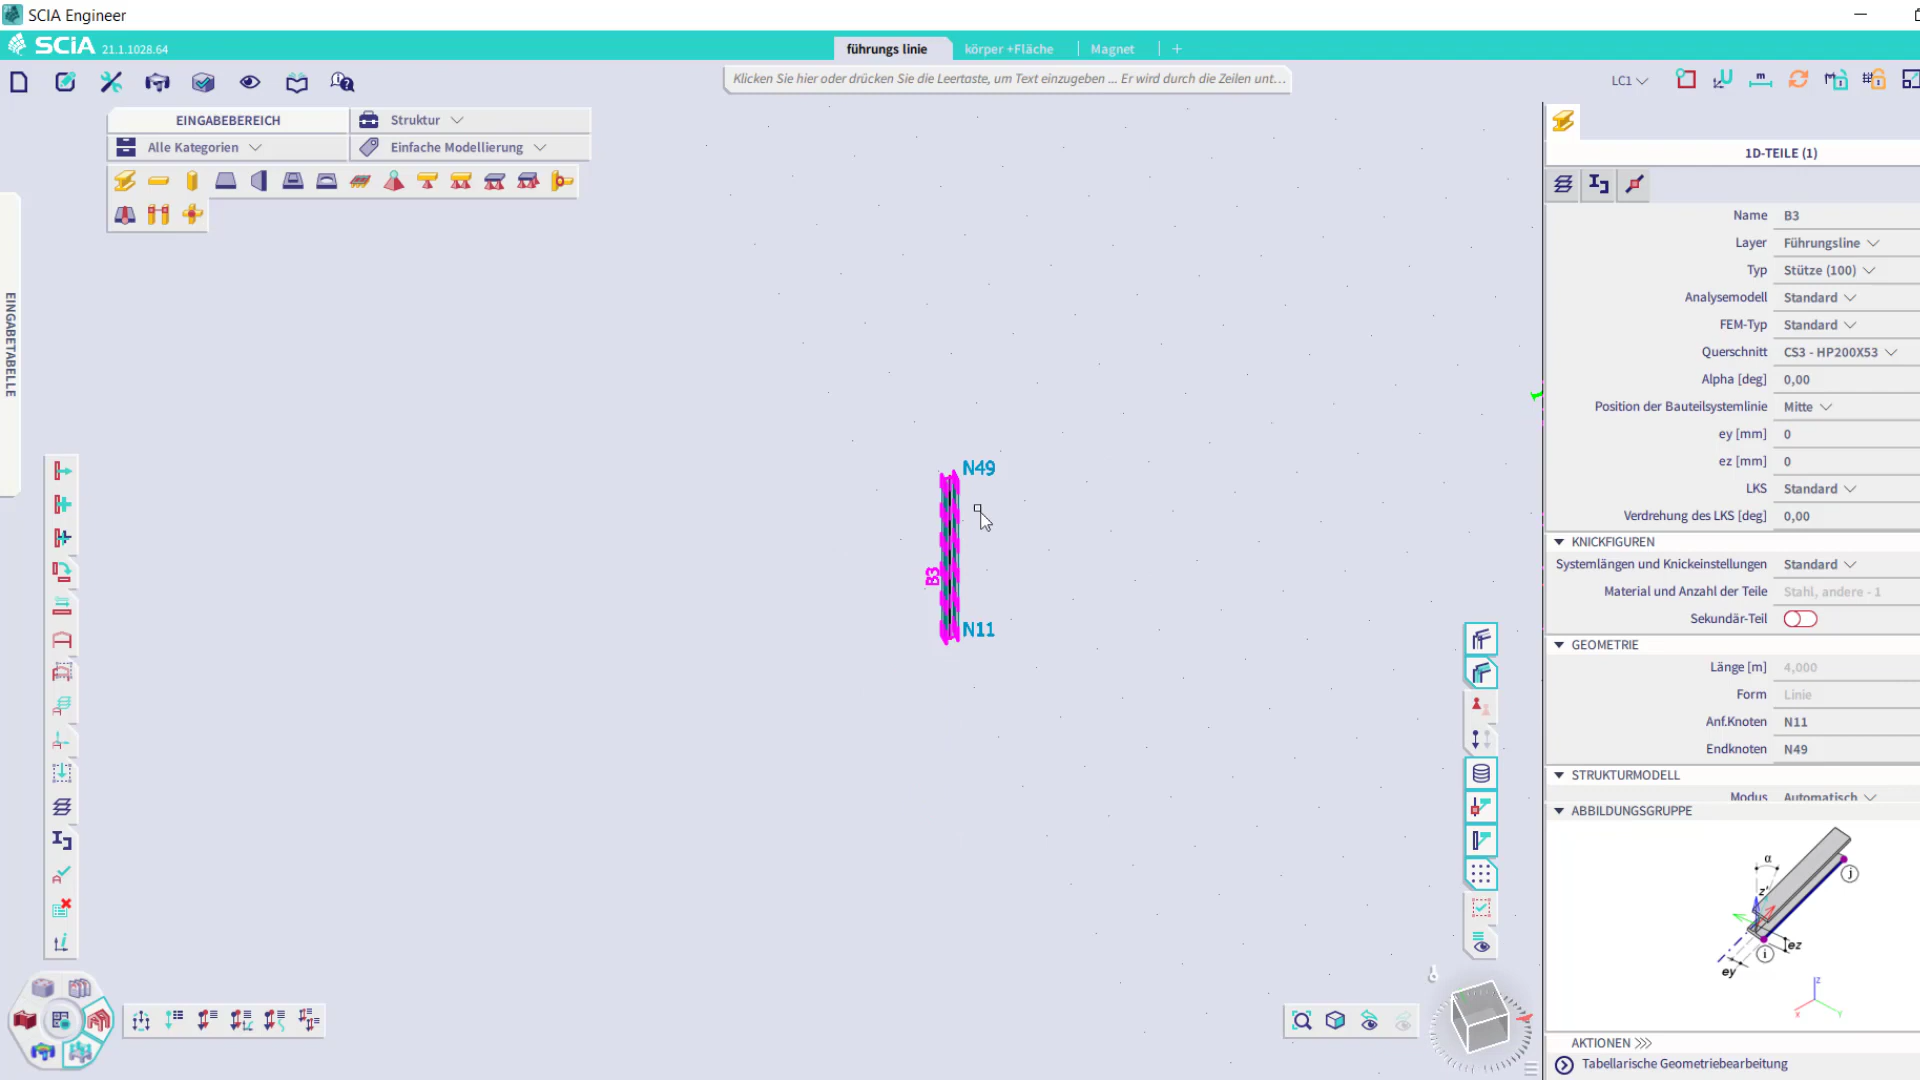 SCIA Engineer
SCiA 21.1.1028.64
führungs linie
körper +Fläche
Magnet
+
Klicken Sie hier oder drücken Sie die Leertaste, um Text einzugeben ... Er wird durch die Zeilen unt...
LC1
EINGABEBEREICH
Struktur
Alle Kategorien
Einfache Modellierung
EINGABETABELLE
N49
B3
N11
1D-TEILE (1)
Name B3
Layer Führungsline
Typ Stütze (100)
Analysemodell Standard
FEM-Typ Standard
Querschnitt CS3 - HP200X53
Alpha [deg] 0,00
Position der Bauteilsystemlinie Mitte
ey [mm] 0
ez [mm] 0
LKS Standard
Verdrehung des LKS [deg] 0,00
KNICKFIGUREN
Systemlängen und Knickeinstellungen Standard
Material und Anzahl der Teile Stahl, andere - 1
Sekundär-Teil
GEOMETRIE
Länge [m] 4,000
Form Linie
Anf.Knoten N11
Endknoten N49
STRUKTURMODELL
Modus Automatisch
ABBILDUNGSGRUPPE
α
j
z'
ez
i
ey
z
x
y
AKTIONEN >>>
Tabellarische Geometriebearbeitung